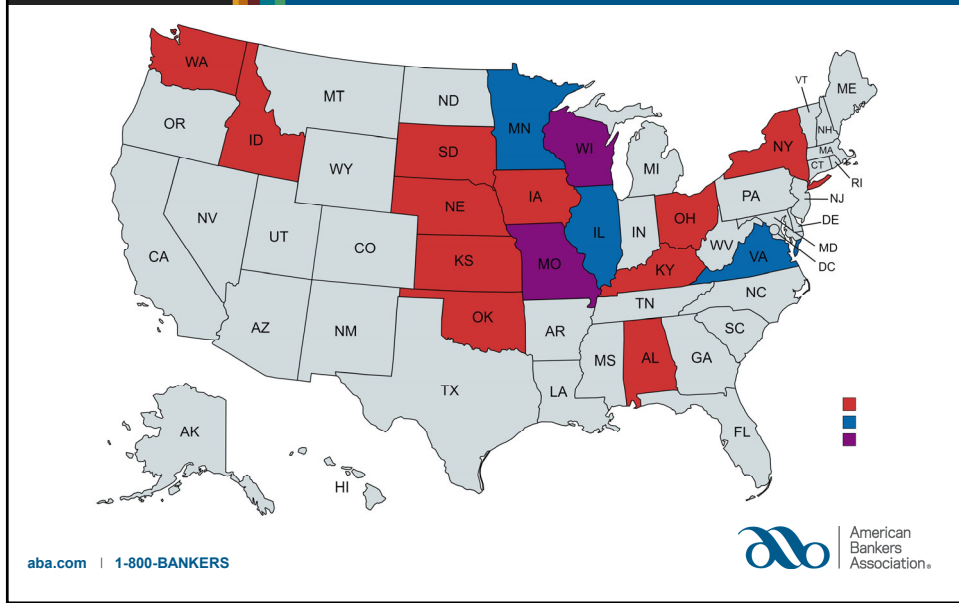 WA
MT
ND
MN
VT
ME
OR
ID
SD
WI
MI
NY
NH
MA
CT
RI
WY
NE
IA
PA
NJ
NV
UT
CO
IL
IN
OH
WV
DE
MD
VA
DC
CA
KS
MO
KY
AZ
NM
OK
AR
TN
NC
SC
MS
AL
GA
TX
LA
FL
AK
HI
aba.com | 1-800-BANKERS
American
Bankers
Association®